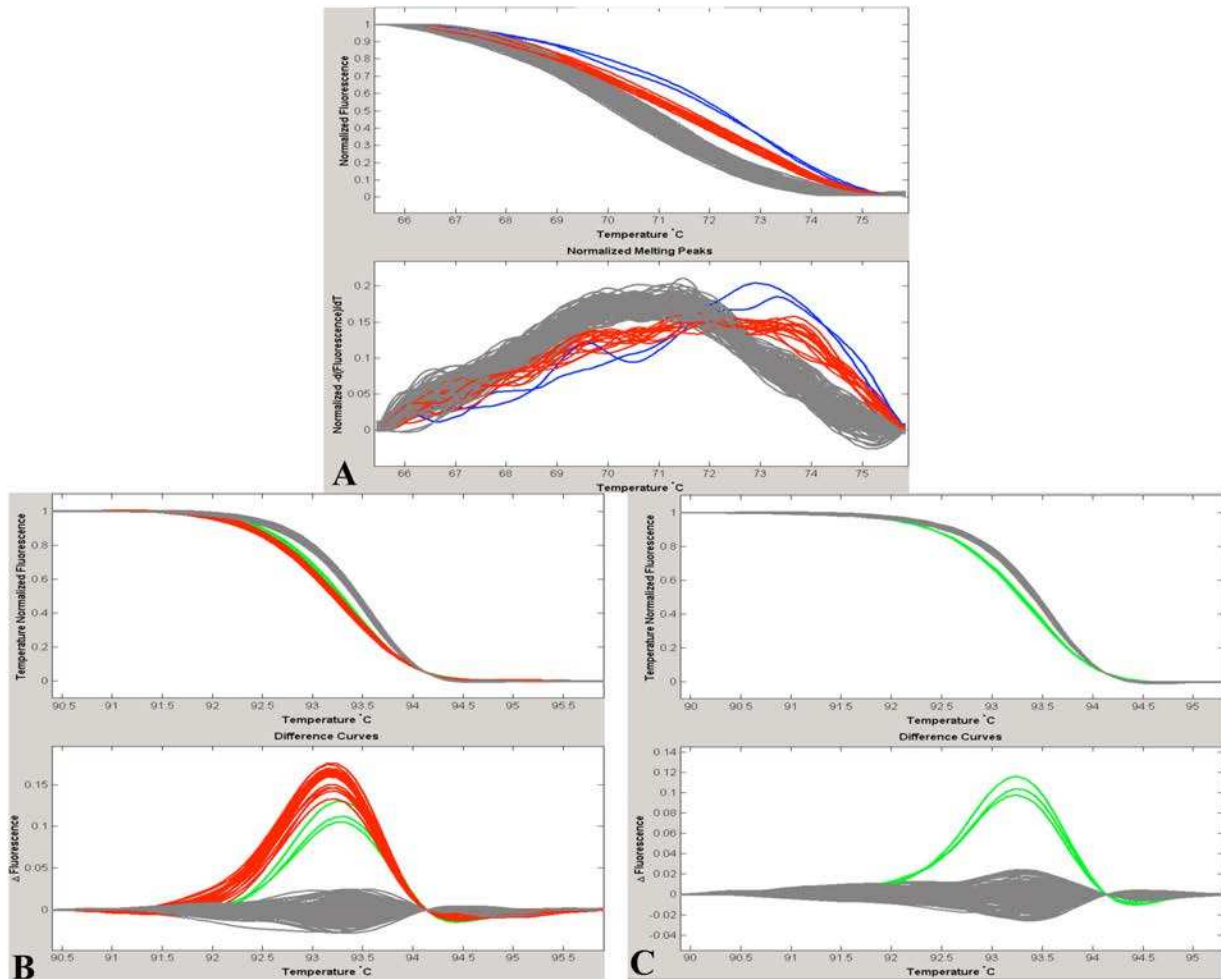 1
0.9
0.8
0.7
0.6
0.5
0.4
0.3
0.2
0.1
0
Normalized Fluorescence
66 67 68 69 70 71 72 73 74 75
Temperature °C
Normalized Melting Peaks
0.2
0.15
0.1
0.05
0
Normalized -d(Fluorescence)/dT
66 67 68 69 70 71 72 73 74 75
Temperature °C
A
1
0.8
0.6
0.4
0.2
0
Temperature Normalized Fluorescence
90.5 91 91.5 92 92.5 93 93.5 94 94.5 95 95.5
Temperature °C
Difference Curves
0.15
0.1
0.05
0
Δ Fluorescence
90.5 91 91.5 92 92.5 93 93.5 94 94.5 95 95.5
Temperature °C
B
1
0.8
0.6
0.4
0.2
0
Temperature Normalized Fluorescence
90 90.5 91 91.5 92 92.5 93 93.5 94 94.5 95
Temperature °C
Difference Curves
0.14
0.12
0.1
0.08
0.06
0.04
0.02
0
-0.02
-0.04
Δ Fluorescence
90 90.5 91 91.5 92 92.5 93 93.5 94 94.5 95
Temperature °C
C